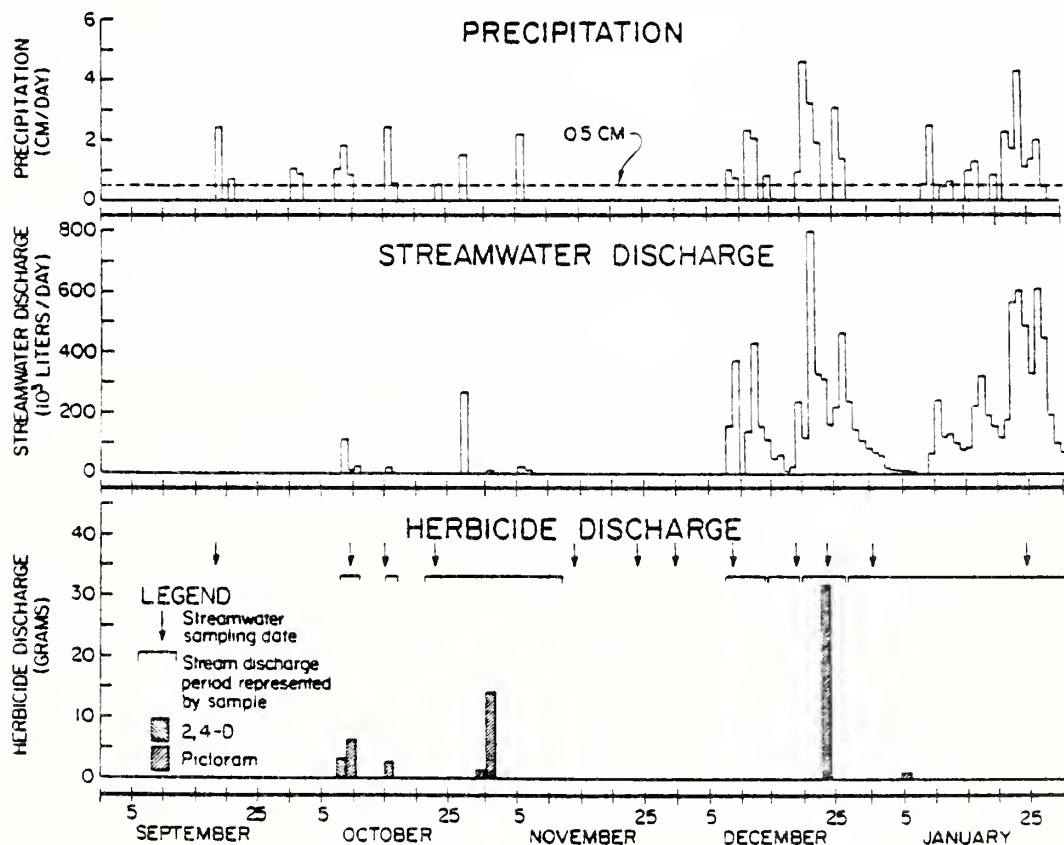 PRECIPITATION
PRECIPITATION
(CM/DAY)
6
4
2
0
0.5 CM
STREAMWATER DISCHARGE
STREAMWATER DISCHARGE
(10³ LITERS/DAY)
800
600
400
200
0
HERBICIDE DISCHARGE
HERBICIDE DISCHARGE
(GRAMS)
40
30
20
10
0
LEGEND
Streamwater
sampling date
Stream discharge
period represented
by sample
2,4-D
Picloram
5 25 5 25 5 25 5 25 5 25
SEPTEMBER OCTOBER NOVEMBER DECEMBER JANUARY